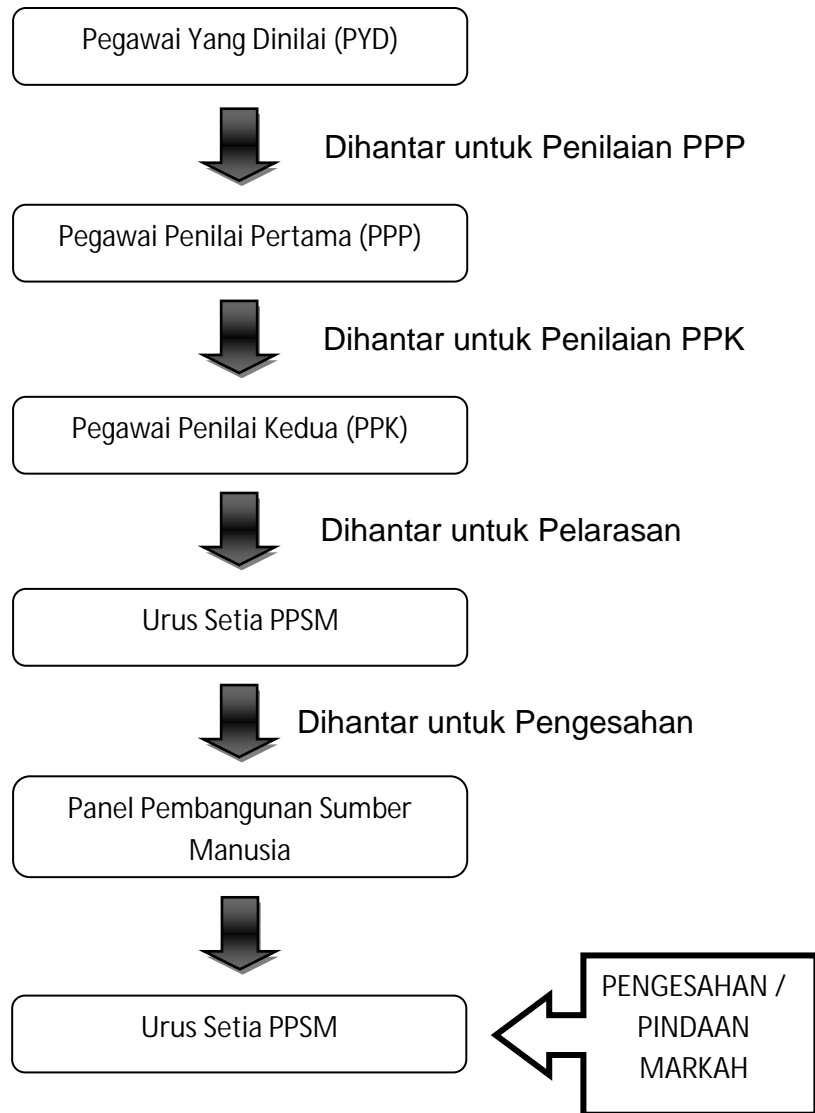 Pegawai Yang Dinilai (PYD)
Dihantar untuk Penilaian PPP
Pegawai Penilai Pertama (PPP)
Dihantar untuk Penilaian PPK
Pegawai Penilai Kedua (PPK)
Dihantar untuk Pelarasan
Urus Setia PPSM
Dihantar untuk Pengesahan
Panel Pembangunan Sumber
Manusia
Urus Setia PPSM
PENGESAHAN /
PINDAAN
MARKAH